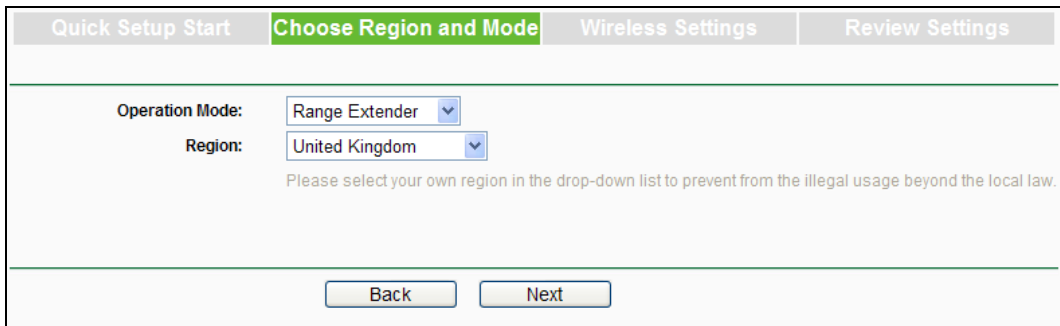 Quick Setup Start Choose Region and Mode Wireless Settings Review Settings
Operation Mode: Range Extender
Region: United Kingdom
Please select your own region in the drop-down list to prevent from the illegal usage beyond the local law.
Back Next